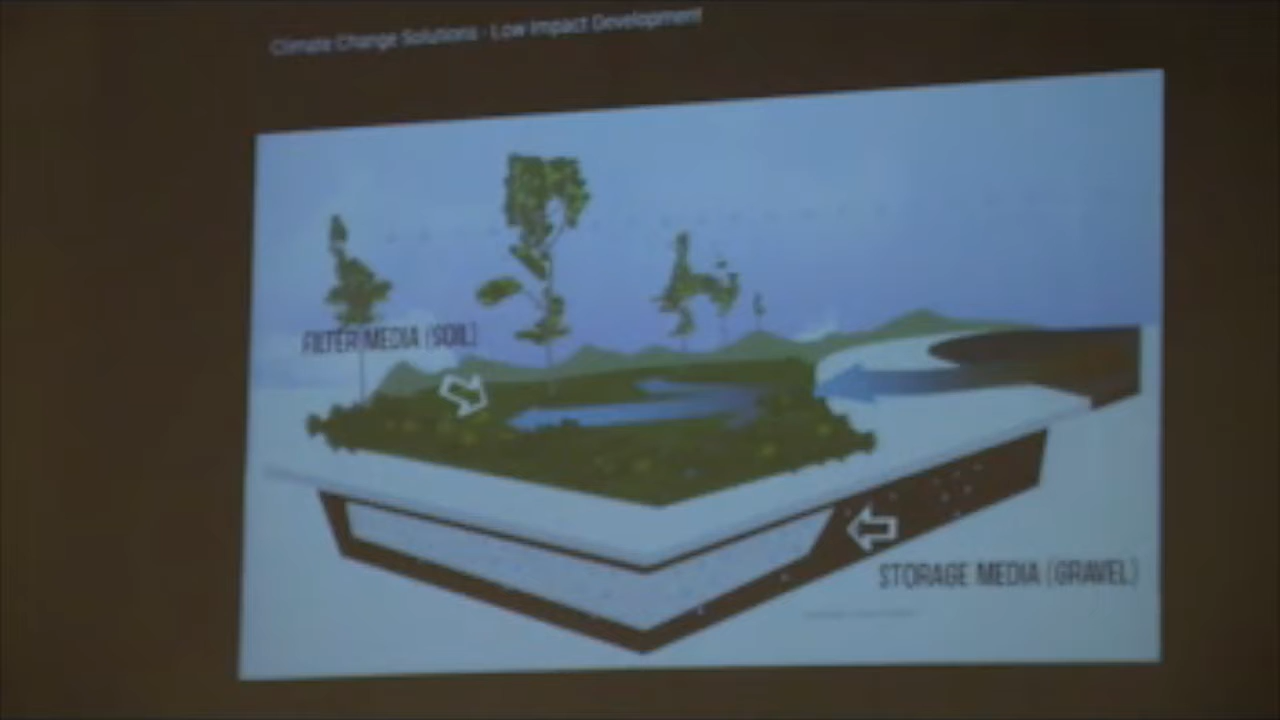 Climate Change Solutions - Low Impact Development
FILTER MEDIA (SOIL)
STORAGE MEDIA (GRAVEL)